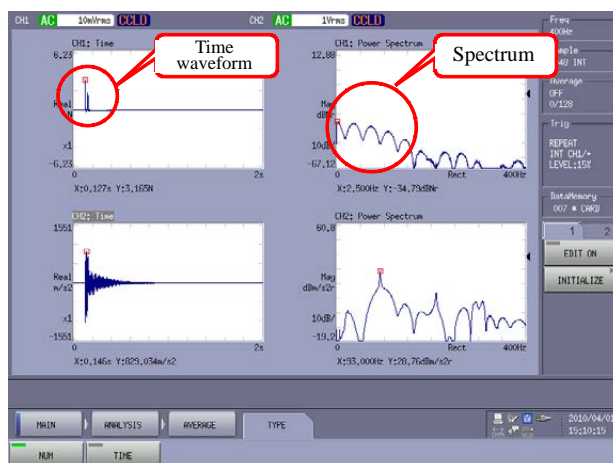 CH1 AC 10mVrms CCLD CH2 AC 1Vrms CCLD
Freq
400Hz
2048 INT
Average
OFF
0/128
Trig
REPEAT
INT CH1/+
LEVEL:15%
DataMemory
007 ■ CARD
1 2
EDIT ON
INITIALIZE
CH1: Time
6.23
Real
N
x1
-6.23
0 2s
X:0.127s Y:3.165N
Time
waveform
CH1: Power Spectrum
12.88
Mag
dBNr
10dB/
-67.12
0 Rect 400Hz
X:2.500Hz Y:-34.79dBNr
Spectrum
CH2: Time
1551
Real
m/s2
x1
-1551
0 2s
X:0.146s Y:829.034m/s2
CH2: Power Spectrum
60.8
Mag
dBm/s2r
10dB/
-19.2
0 Rect 400Hz
X:93.000Hz Y:28.76dBm/s2r
MAIN ANALYSIS AVERAGE TYPE
2010/04/01
15:10:15
NUM TIME